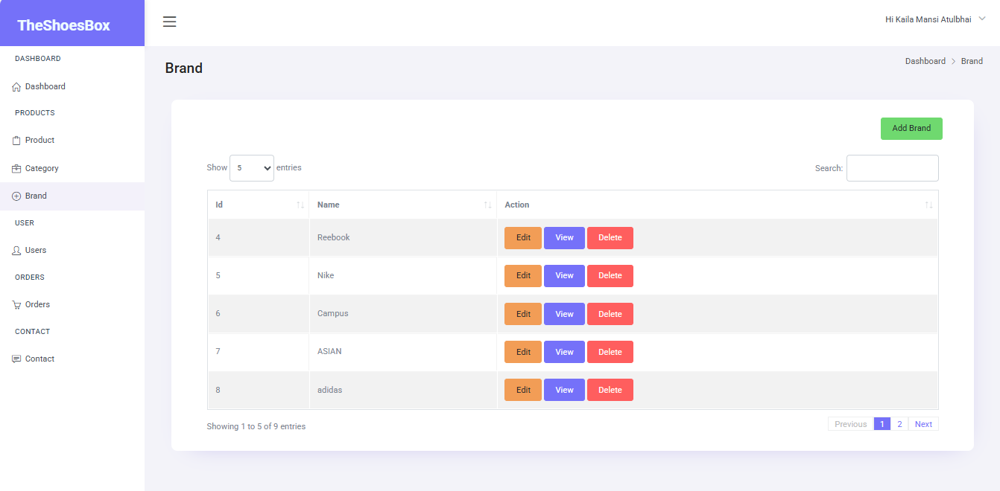 TheShoesBox
Hi Kaila Mansi Atulbhai
DASHBOARD
Dashboard
PRODUCTS
Product
Category
Brand
USER
Users
ORDERS
Orders
CONTACT
Contact
Brand
Dashboard > Brand
Add Brand
Show 5 entries
Search:
Id Name Action
4 Reebook Edit View Delete
5 Nike Edit View Delete
6 Campus Edit View Delete
7 ASIAN Edit View Delete
8 adidas Edit View Delete
Showing 1 to 5 of 9 entries
Previous 1 2 Next